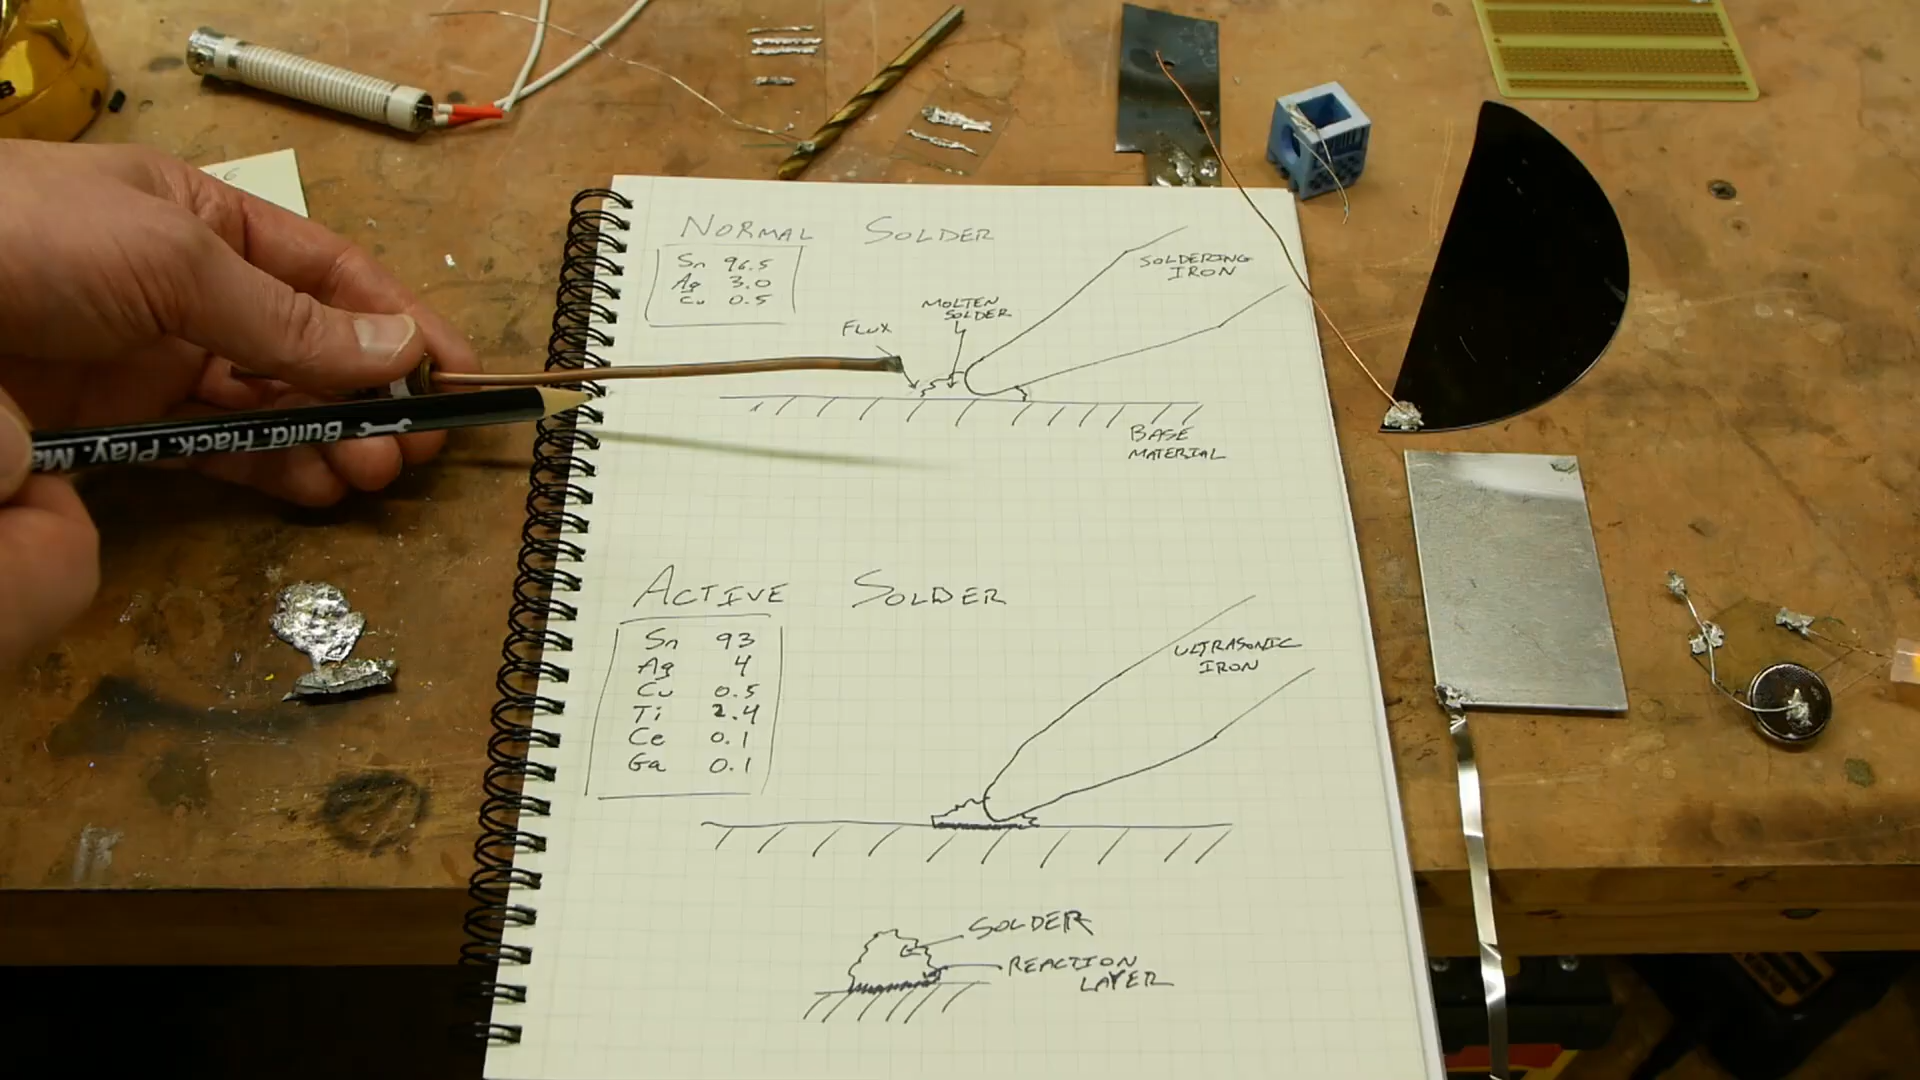 NORMAL SOLDER
Sn 96.5
Ag 3.0
Cu 0.5
SOLDERING
IRON
MOLTEN
SOLDER
FLUX
BASE
MATERIAL
Build. Hack. Play.
ACTIVE SOLDER
Sn 93
Ag 4
Cu 0.5
Ti 2.4
Ce 0.1
Ga 0.1
ULTRASONIC
IRON
SOLDER
REACTION
LAYER